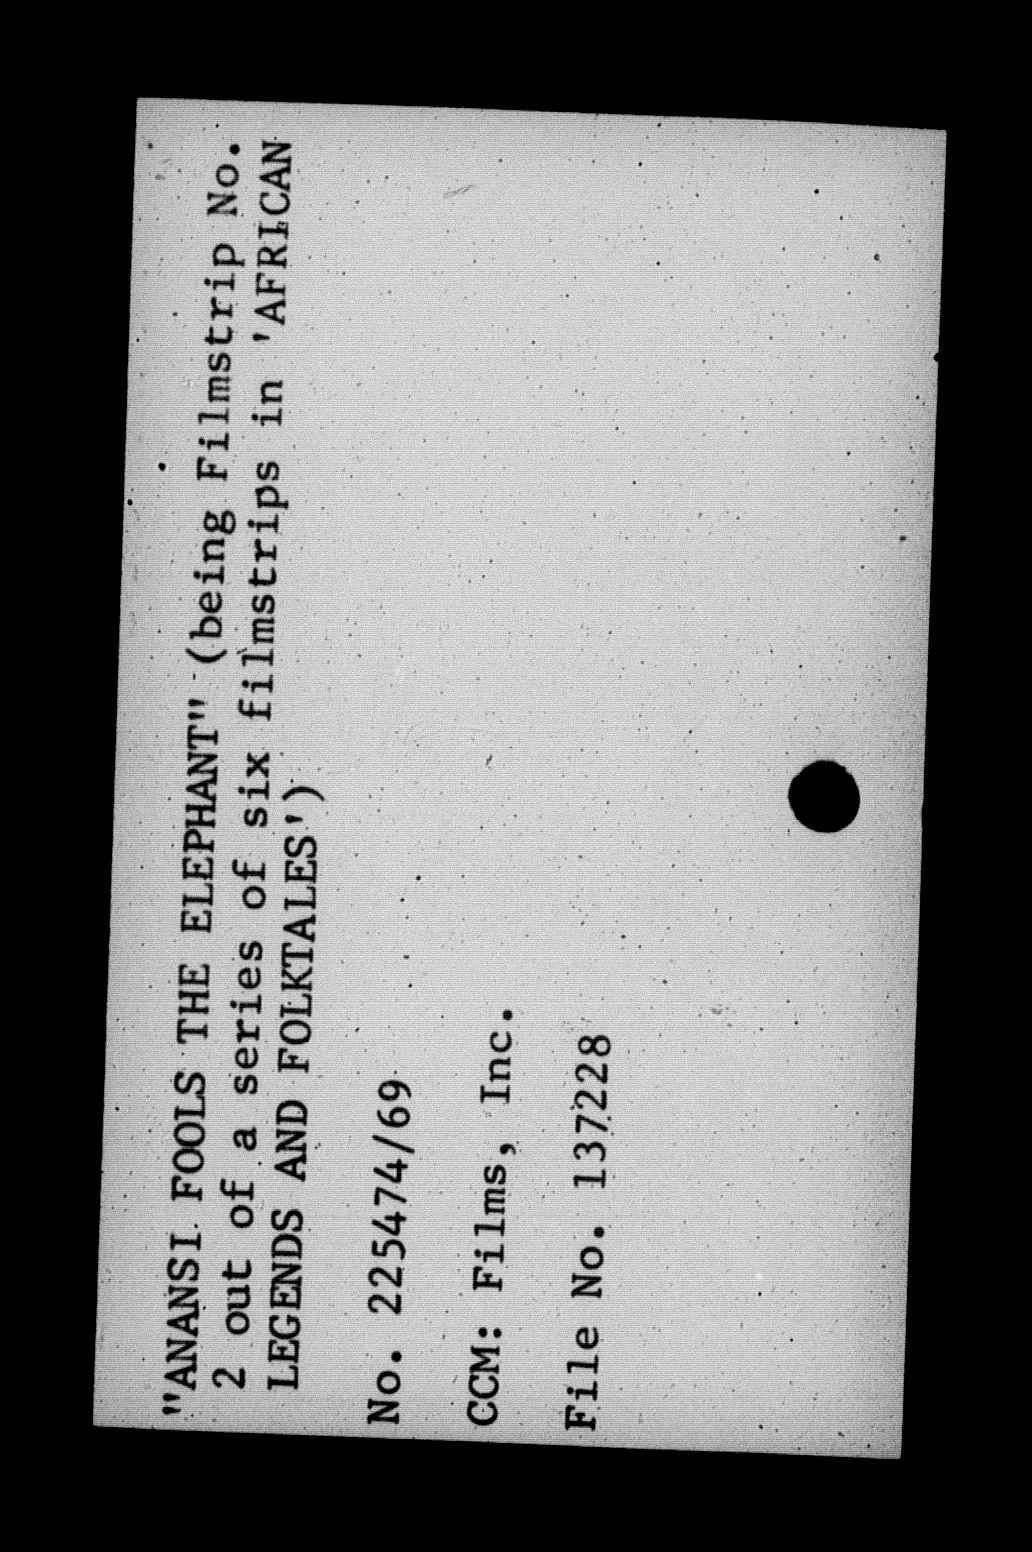 "ANANSI FOOLS THE ELEPHANT" (being Filmstrip No.
2 out of a series of six filmstrips in 'AFRICAN
LEGENDS AND FOLKTALES')
No. 225474/69
CCM: Films, Inc.
File No. 137228